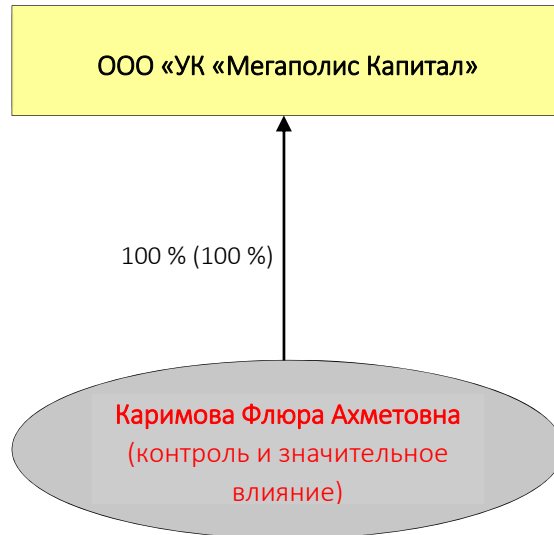 ООО «УК «Мегаполис Капитал»
100 % (100 %)
Каримова Флюра Ахметовна
(контроль и значительное
влияние)